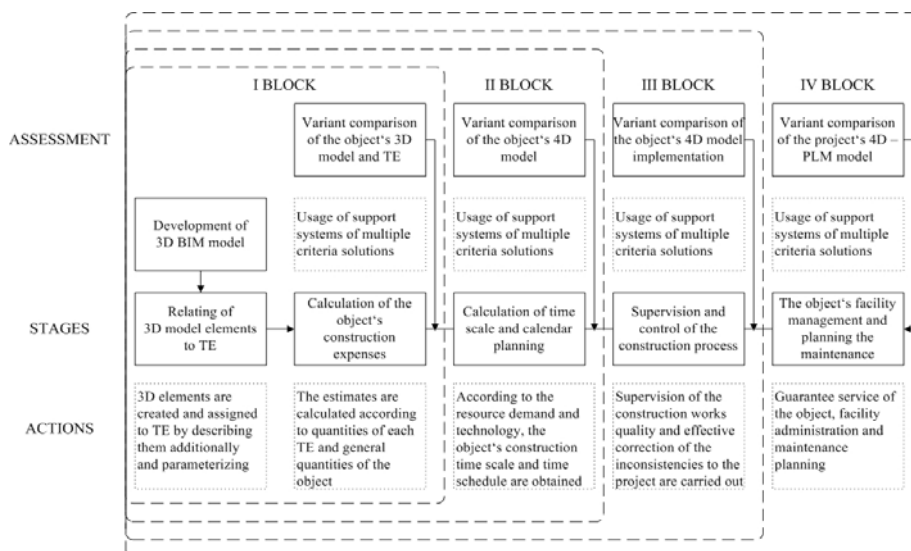 I BLOCK
II BLOCK
III BLOCK
IV BLOCK
ASSESSMENT
Variant comparison
of the object‘s 3D
model and TE
Variant comparison
of the object‘s 4D
model
Variant comparison of
the object‘s 4D model
implementation
Variant comparison
of the project‘s 4D –
PLM model
Development of
3D BIM model
Usage of support
systems of multiple
criteria solutions
Usage of support
systems of multiple
criteria solutions
Usage of support
systems of multiple
criteria solutions
Usage of support
systems of multiple
criteria solutions
STAGES
Relating of
3D model elements
to TE
Calculation of the
object‘s
construction
expenses
Calculation of time
scale and calendar
planning
Supervision and
control of the
construction process
The object‘s facility
management and
planning the
maintenance
ACTIONS
3D elements are
created and assigned
to TE by describing
them additionally
and parameterizing
The estimates are
calculated according
to quantities of each
TE and general
quantities of the
object
According to the
resource demand and
technology, the
object‘s construction
time scale and time
schedule are obtained
Supervision of the
construction works
quality and effective
correction of the
inconsistencies to the
project are carried out
Guarantee service of
the object, facility
administration and
maintenance
planning